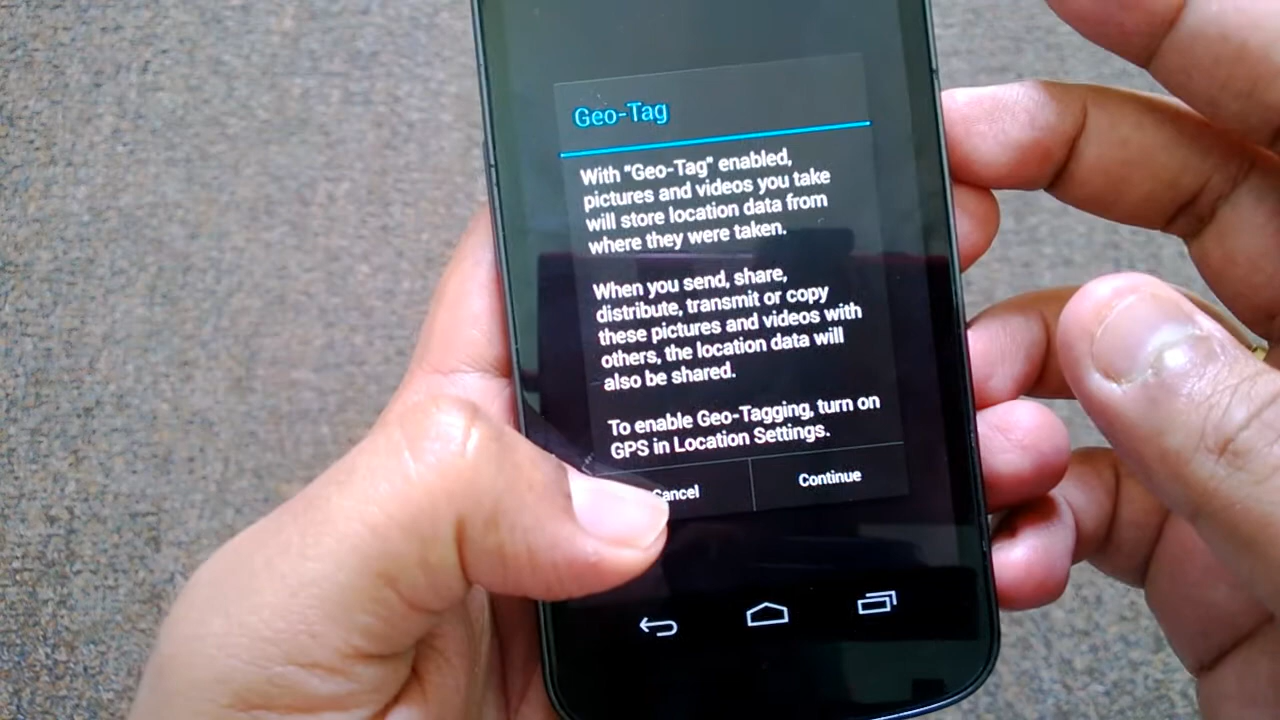 Geo-Tag
With "Geo-Tag" enabled,
pictures and videos you take
will store location data from
where they were taken.
When you send, share,
distribute, transmit or copy
these pictures and videos with
others, the location data will
also be shared.
To enable Geo-Tagging, turn on
GPS in Location Settings.
Cancel
Continue